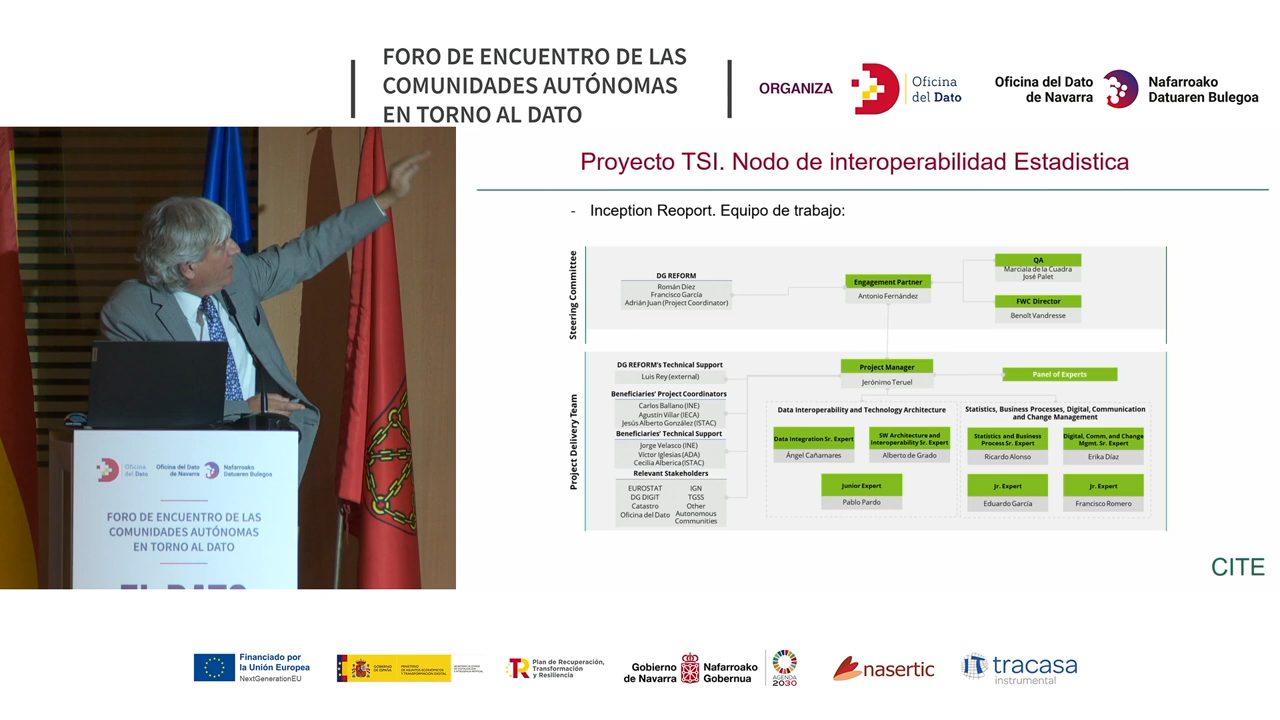 FORO DE ENCUENTRO DE LAS
COMUNIDADES AUTÓNOMAS
EN TORNO AL DATO
ORGANIZA
Oficina
del Dato
Oficina del Dato
de Navarra
Nafarroako
Datuaren Bulegoa
Proyecto TSI. Nodo de interoperabilidad Estadistica
- Inception Reoport. Equipo de trabajo:
Steering Committee
DG REFORM
Román Díez
Francisco García
Adrián Juan (Project Coordinator)
Engagement Partner
Antonio Fernández
QA
Marciala de la Cuadra
José Palet
FWC Director
Benoît Vandresse
Project Delivery Team
DG REFORM's Technical Support
Luis Rey (external)
Beneficiaries' Project Coordinators
Carlos Ballano (INE)
Agustín Villar (IECA)
Jesús Alberto González (ISTAC)
Beneficiaries' Technical Support
Jorge Velasco (INE)
Víctor Iglesias (ADA)
Cecilia Alberica (ISTAC)
Relevant Stakeholders
EUROSTAT
DG DIGIT
Catastro
Oficina del Dato
IGN
TGSS
Other
Autonomous
Communities
Project Manager
Jerónimo Teruel
Panel of Experts
Data Interoperability and Technology Architecture
Data Integration Sr. Expert
Ángel Cañamares
SW Architecture and
Interoperability Sr. Expert
Alberto de Grado
Junior Expert
Pablo Pardo
Statistics, Business Processes, Digital, Communication
and Change Management
Statistics and Business
Process Sr. Expert
Ricardo Alonso
Digital, Comm, and Change
Mgmt. Sr. Expert
Erika Díaz
Jr. Expert
Eduardo García
Jr. Expert
Francisco Romero
CITE
Oficina
del Dato
Oficina del Dato
de Navarra
Nafarroako
Datuaren Bulegoa
FORO DE ENCUENTRO DE LAS
COMUNIDADES AUTÓNOMAS
EN TORNO AL DATO
EL DATO
Financiado por
la Unión Europea
NextGenerationEU
GOBIERNO
DE ESPAÑA
MINISTERIO
DE ASUNTOS ECONÓMICOS
Y TRANSFORMACIÓN DIGITAL
Plan de Recuperación,
Transformación
y Resiliencia
Gobierno
de Navarra
Nafarroako
Gobernua
AGENDA
2030
nasertic
tracasa
instrumental